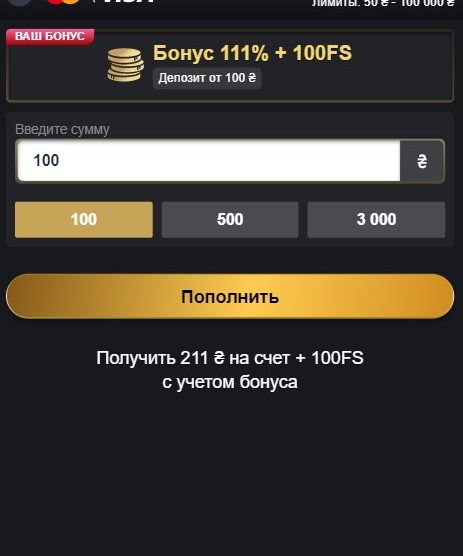 VISA
Лимиты: 50 ₴ - 100 000 ₴
ВАШ БОНУС
Бонус 111% + 100FS
Депозит от 100 ₴
Введите сумму
100 ₴
100 500 3 000
Пополнить
Получить 211 ₴ на счет + 100FS
с учетом бонуса